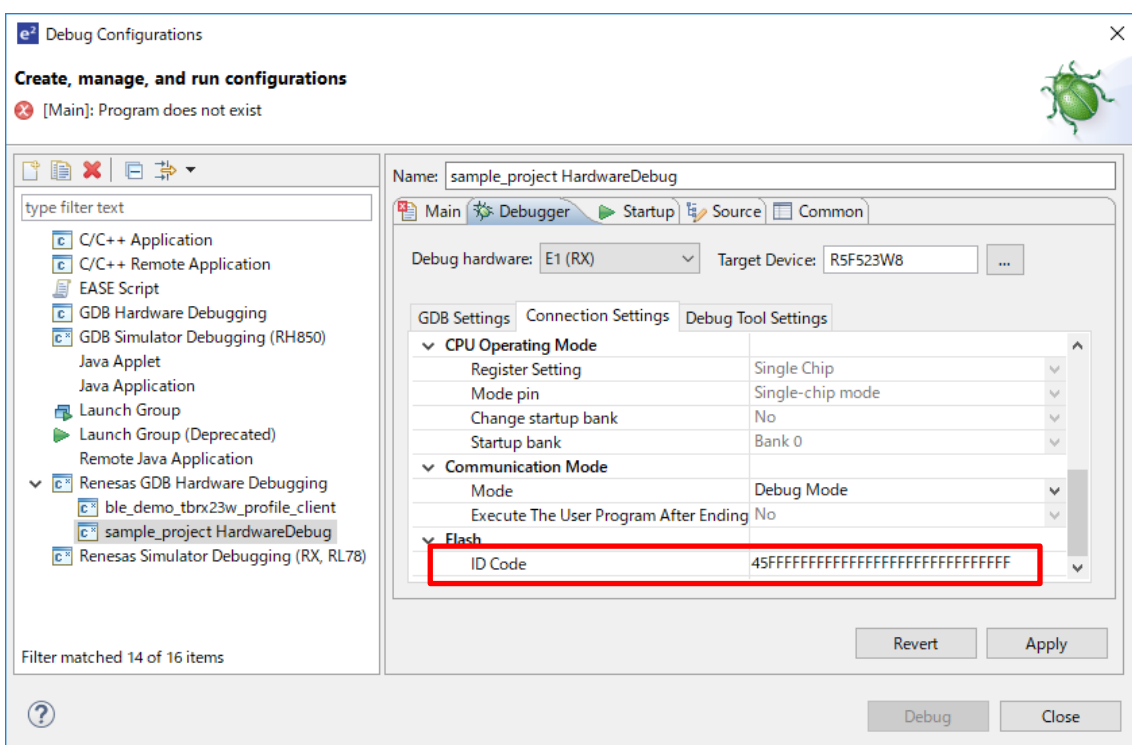 e² Debug Configurations
Create, manage, and run configurations
[Main]: Program does not exist
type filter text
C/C++ Application
C/C++ Remote Application
EASE Script
GDB Hardware Debugging
GDB Simulator Debugging (RH850)
Java Applet
Java Application
Launch Group
Launch Group (Deprecated)
Remote Java Application
Renesas GDB Hardware Debugging
ble_demo_tbrx23w_profile_client
sample_project HardwareDebug
Renesas Simulator Debugging (RX, RL78)
Filter matched 14 of 16 items
Name: sample_project HardwareDebug
Main Debugger Startup Source Common
Debug hardware: E1 (RX) Target Device: R5F523W8 ...
GDB Settings Connection Settings Debug Tool Settings
CPU Operating Mode
Register Setting Single Chip
Mode pin Single-chip mode
Change startup bank No
Startup bank Bank 0
Communication Mode
Mode Debug Mode
Execute The User Program After Ending No
Flash
ID Code 45FFFFFFFFFFFFFFFFFFFFFFFFFFFFFF
Revert Apply
? Debug Close